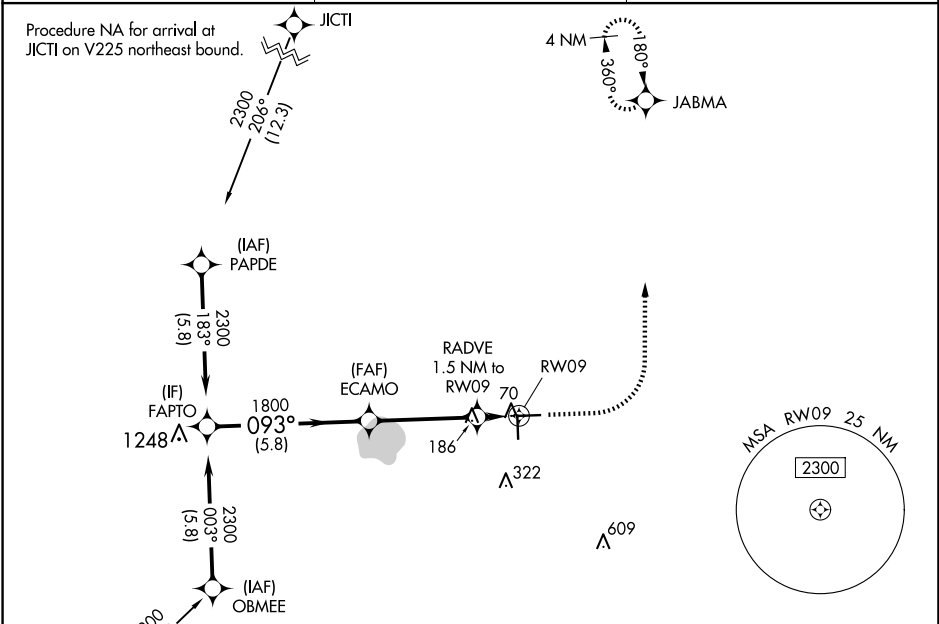 Procedure NA for arrival at
JICTI on V225 northeast bound.
JICTI
4 NM
180°
360°
JABMA
2300
206°
(12.3)
(IAF)
PAPDE
2300
183°
(5.8)
RADVE
1.5 NM to
RW09
RW09
70
(FAF)
ECAMO
(IF)
FAPTO
1248
1800
093°
(5.8)
186
322
609
MSA RW09 25 NM
2300
2300
003°
(5.8)
(IAF)
OBMEE